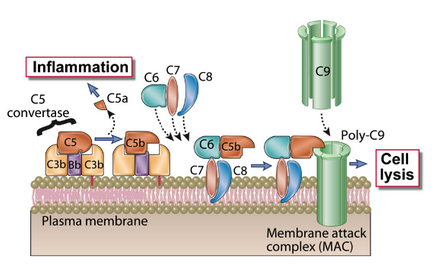 Inflammation
C5
convertase
C5a
C6
C7
C8
C9
C5
C3b
Bb
C3b
C5b
C6
C5b
C7
C8
Poly-C9
Cell
lysis
Plasma membrane
Membrane attack
complex (MAC)